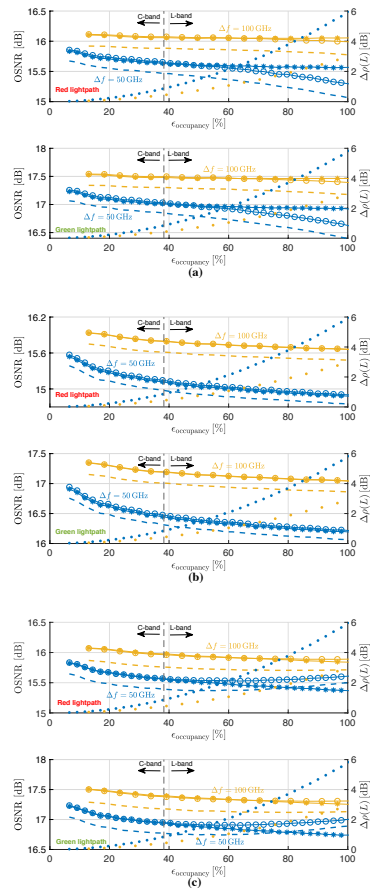 16.5
16
15.5
15
OSNR [dB]
C-band
L-band
Δf = 100 GHz
Δf = 50 GHz
Red lightpath
0
20
40
60
80
100
ϵoccupancy [%]
6
4
2
0
Δρ(L) [dB]
18
17.5
17
16.5
OSNR [dB]
C-band
L-band
Δf = 100 GHz
Δf = 50 GHz
Green lightpath
0
20
40
60
80
100
ϵoccupancy [%]
6
4
2
0
Δρ(L) [dB]
(a)
16.2
15.6
15
OSNR [dB]
C-band
L-band
Δf = 100 GHz
Δf = 50 GHz
Red lightpath
0
20
40
60
80
100
ϵoccupancy [%]
6
4
2
0
Δρ(L) [dB]
17.5
17
16.5
16
OSNR [dB]
C-band
L-band
Δf = 100 GHz
Δf = 50 GHz
Green lightpath
0
20
40
60
80
100
ϵoccupancy [%]
6
4
2
0
Δρ(L) [dB]
(b)
16.5
16
15.5
15
OSNR [dB]
C-band
L-band
Δf = 100 GHz
Δf = 50 GHz
Red lightpath
0
20
40
60
80
100
ϵoccupancy [%]
6
4
2
0
Δρ(L) [dB]
18
17.5
17
16.5
OSNR [dB]
C-band
L-band
Δf = 100 GHz
Δf = 50 GHz
Green lightpath
0
20
40
60
80
100
ϵoccupancy [%]
6
4
2
0
Δρ(L) [dB]
(c)